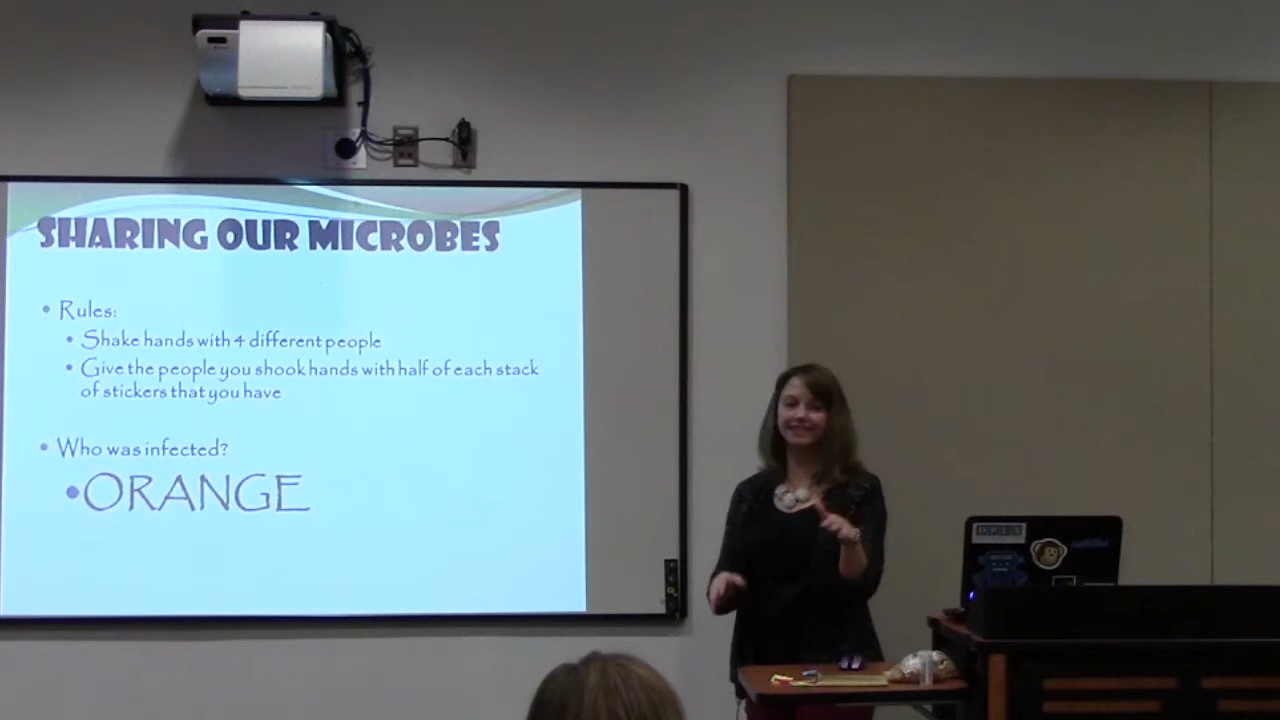 SHARING OUR MICROBES
• Rules:
• Shake hands with 4 different people
• Give the people you shook hands with half of each stack
of stickers that you have
• Who was infected?
• ORANGE